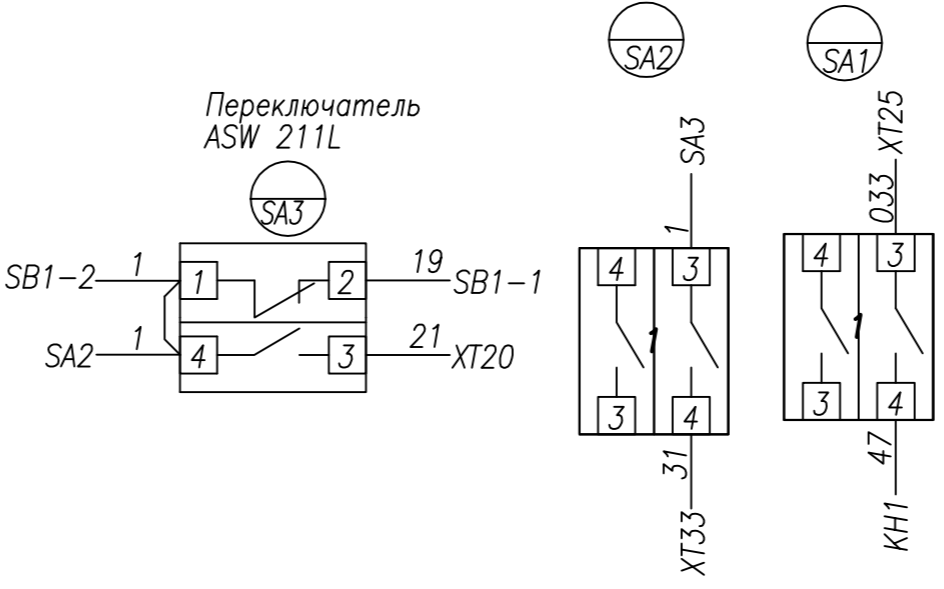 Переключатель
ASW 211L
SA3
SB1-2 1 1 2 19 SB1-1
SA2 1 4 3 21 XT20
SA2
SA3
1
4 3
1
3 4
31
XT33
SA1
XT25
033
4 3
1
3 4
47
KH1